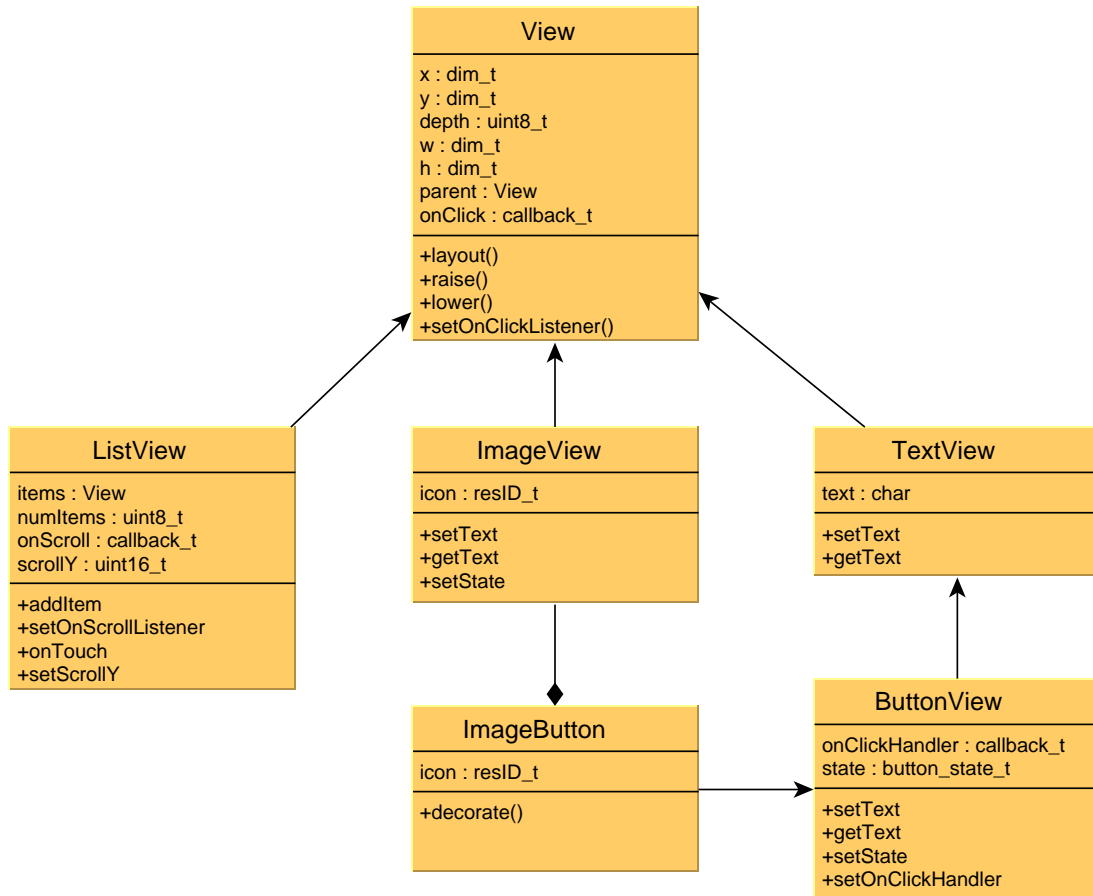 View
x : dim_t
y : dim_t
depth : uint8_t
w : dim_t
h : dim_t
parent : View
onClick : callback_t
+layout()
+raise()
+lower()
+setOnClickListener()
ListView
items : View
numItems : uint8_t
onScroll : callback_t
scrollY : uint16_t
+addItem
+setOnScrollListener
+onTouch
+setScrollY
ImageView
icon : resID_t
+setText
+getText
+setState
TextView
text : char
+setText
+getText
ImageButton
icon : resID_t
+decorate()
ButtonView
onClickHandler : callback_t
state : button_state_t
+setText
+getText
+setState
+setOnClickHandler